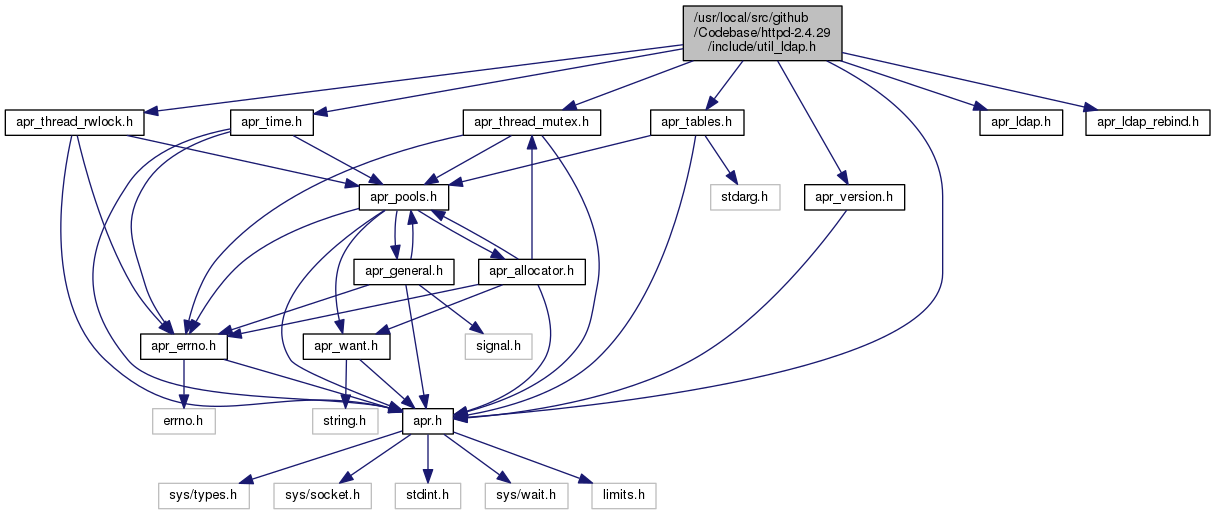 /usr/local/src/github
/Codebase/httpd-2.4.29
/include/util_ldap.h
apr_thread_rwlock.h
apr_time.h
apr_thread_mutex.h
apr_tables.h
apr_ldap.h
apr_ldap_rebind.h
apr_pools.h
stdarg.h
apr_version.h
apr_general.h
apr_allocator.h
apr_errno.h
apr_want.h
signal.h
errno.h
string.h
apr.h
sys/types.h
sys/socket.h
stdint.h
sys/wait.h
limits.h